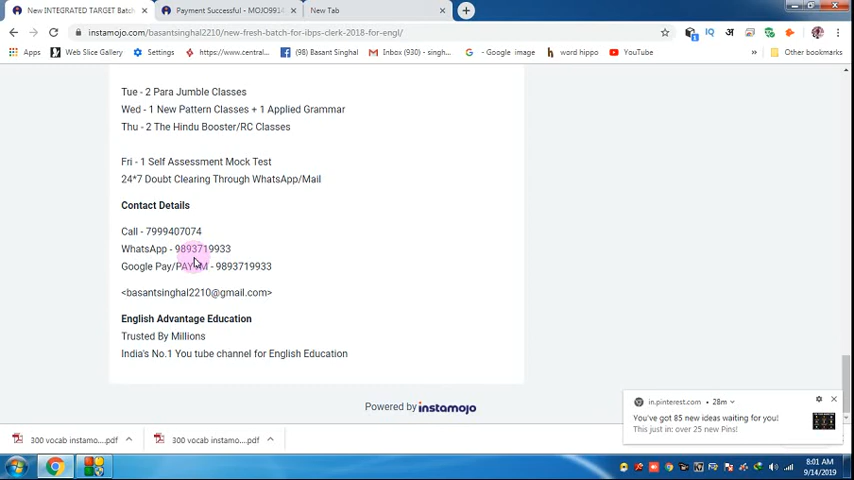 New INTEGRATED TARGET Batch
Payment Successful - MOJO9914
New Tab
instamojo.com/basantsinghal2210/new-fresh-batch-for-ibps-clerk-2018-for-engl/
Apps
Web Slice Gallery
Settings
https://www.central...
(98) Basant Singhal
Inbox (930) - singh...
G - Google image
word hippo
YouTube
»
Other bookmarks
Tue - 2 Para Jumble Classes
Wed - 1 New Pattern Classes + 1 Applied Grammar
Thu - 2 The Hindu Booster/RC Classes
Fri - 1 Self Assessment Mock Test
24*7 Doubt Clearing Through WhatsApp/Mail
Contact Details
Call - 7999407074
WhatsApp - 9893719933
Google Pay/PAYTM - 9893719933
<basantsinghal2210@gmail.com>
English Advantage Education
Trusted By Millions
India's No.1 You tube channel for English Education
Powered by instamojo
in.pinterest.com • 28m
You've got 85 new ideas waiting for you!
This just in: over 25 new Pins!
300 vocab instamo....pdf
300 vocab instamo....pdf
8:01 AM
9/14/2019